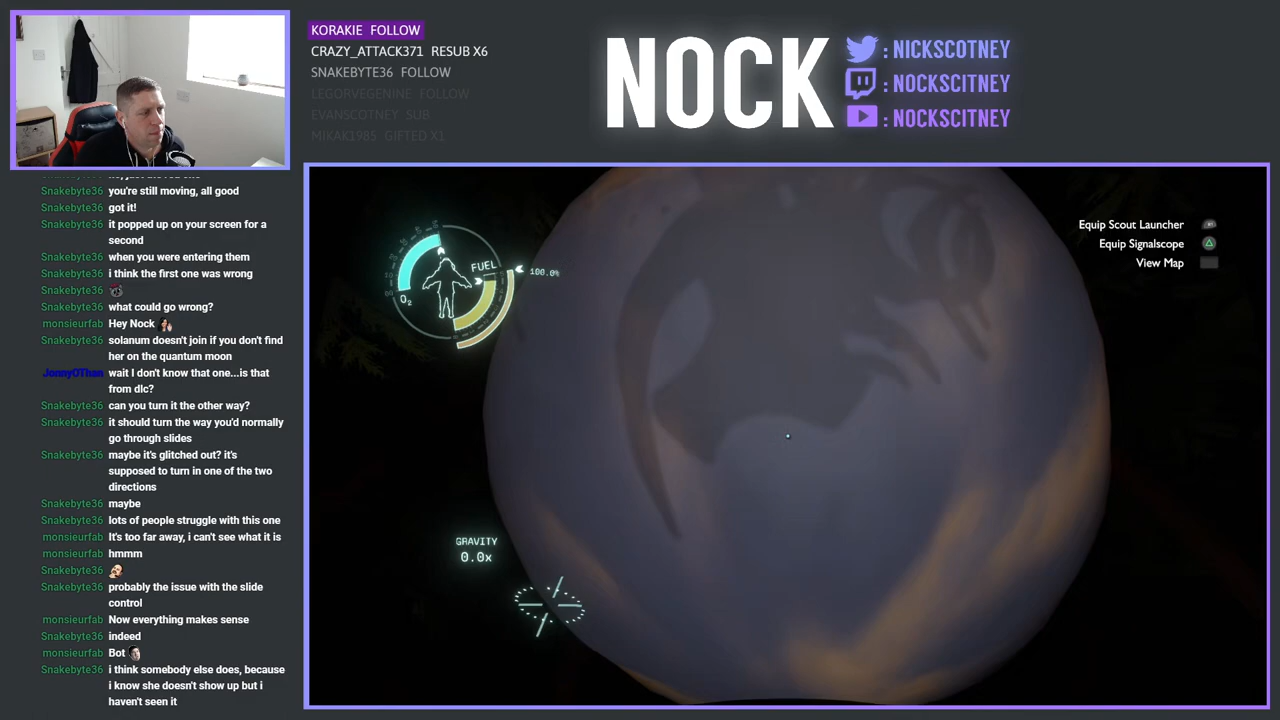 KORAKIE FOLLOW
CRAZY_ATTACK371 RESUB X6
SNAKEBYTE36 FOLLOW
LEGORVEGENINE FOLLOW
EVANSCOTNEY SUB
MIKAK1985 GIFTED X1
NOCK
: NICKSCOTNEY
: NOCKSCITNEY
: NOCKSCITNEY
Snakebyte36 you're still moving, all good
Snakebyte36 got it!
Snakebyte36 it popped up on your screen for a
second
Snakebyte36 when you were entering them
Snakebyte36 i think the first one was wrong
Snakebyte36
Snakebyte36 what could go wrong?
monsieurfab Hey Nock
Snakebyte36 solanum doesn't join if you don't find
her on the quantum moon
JonnyOThan wait I don't know that one...is that
from dlc?
Snakebyte36 can you turn it the other way?
Snakebyte36 it should turn the way you'd normally
go through slides
Snakebyte36 maybe it's glitched out? it's
supposed to turn in one of the two
directions
Snakebyte36 maybe
Snakebyte36 lots of people struggle with this one
monsieurfab It's too far away, i can't see what it is
monsieurfab hmmm
Snakebyte36
Snakebyte36 probably the issue with the slide
control
monsieurfab Now everything makes sense
Snakebyte36 indeed
monsieurfab Bot
Snakebyte36 i think somebody else does, because
i know she doesn't show up but i
haven't seen it
FUEL
100.0%
O2
GRAVITY
0.0x
Equip Scout Launcher
Equip Signalscope
View Map